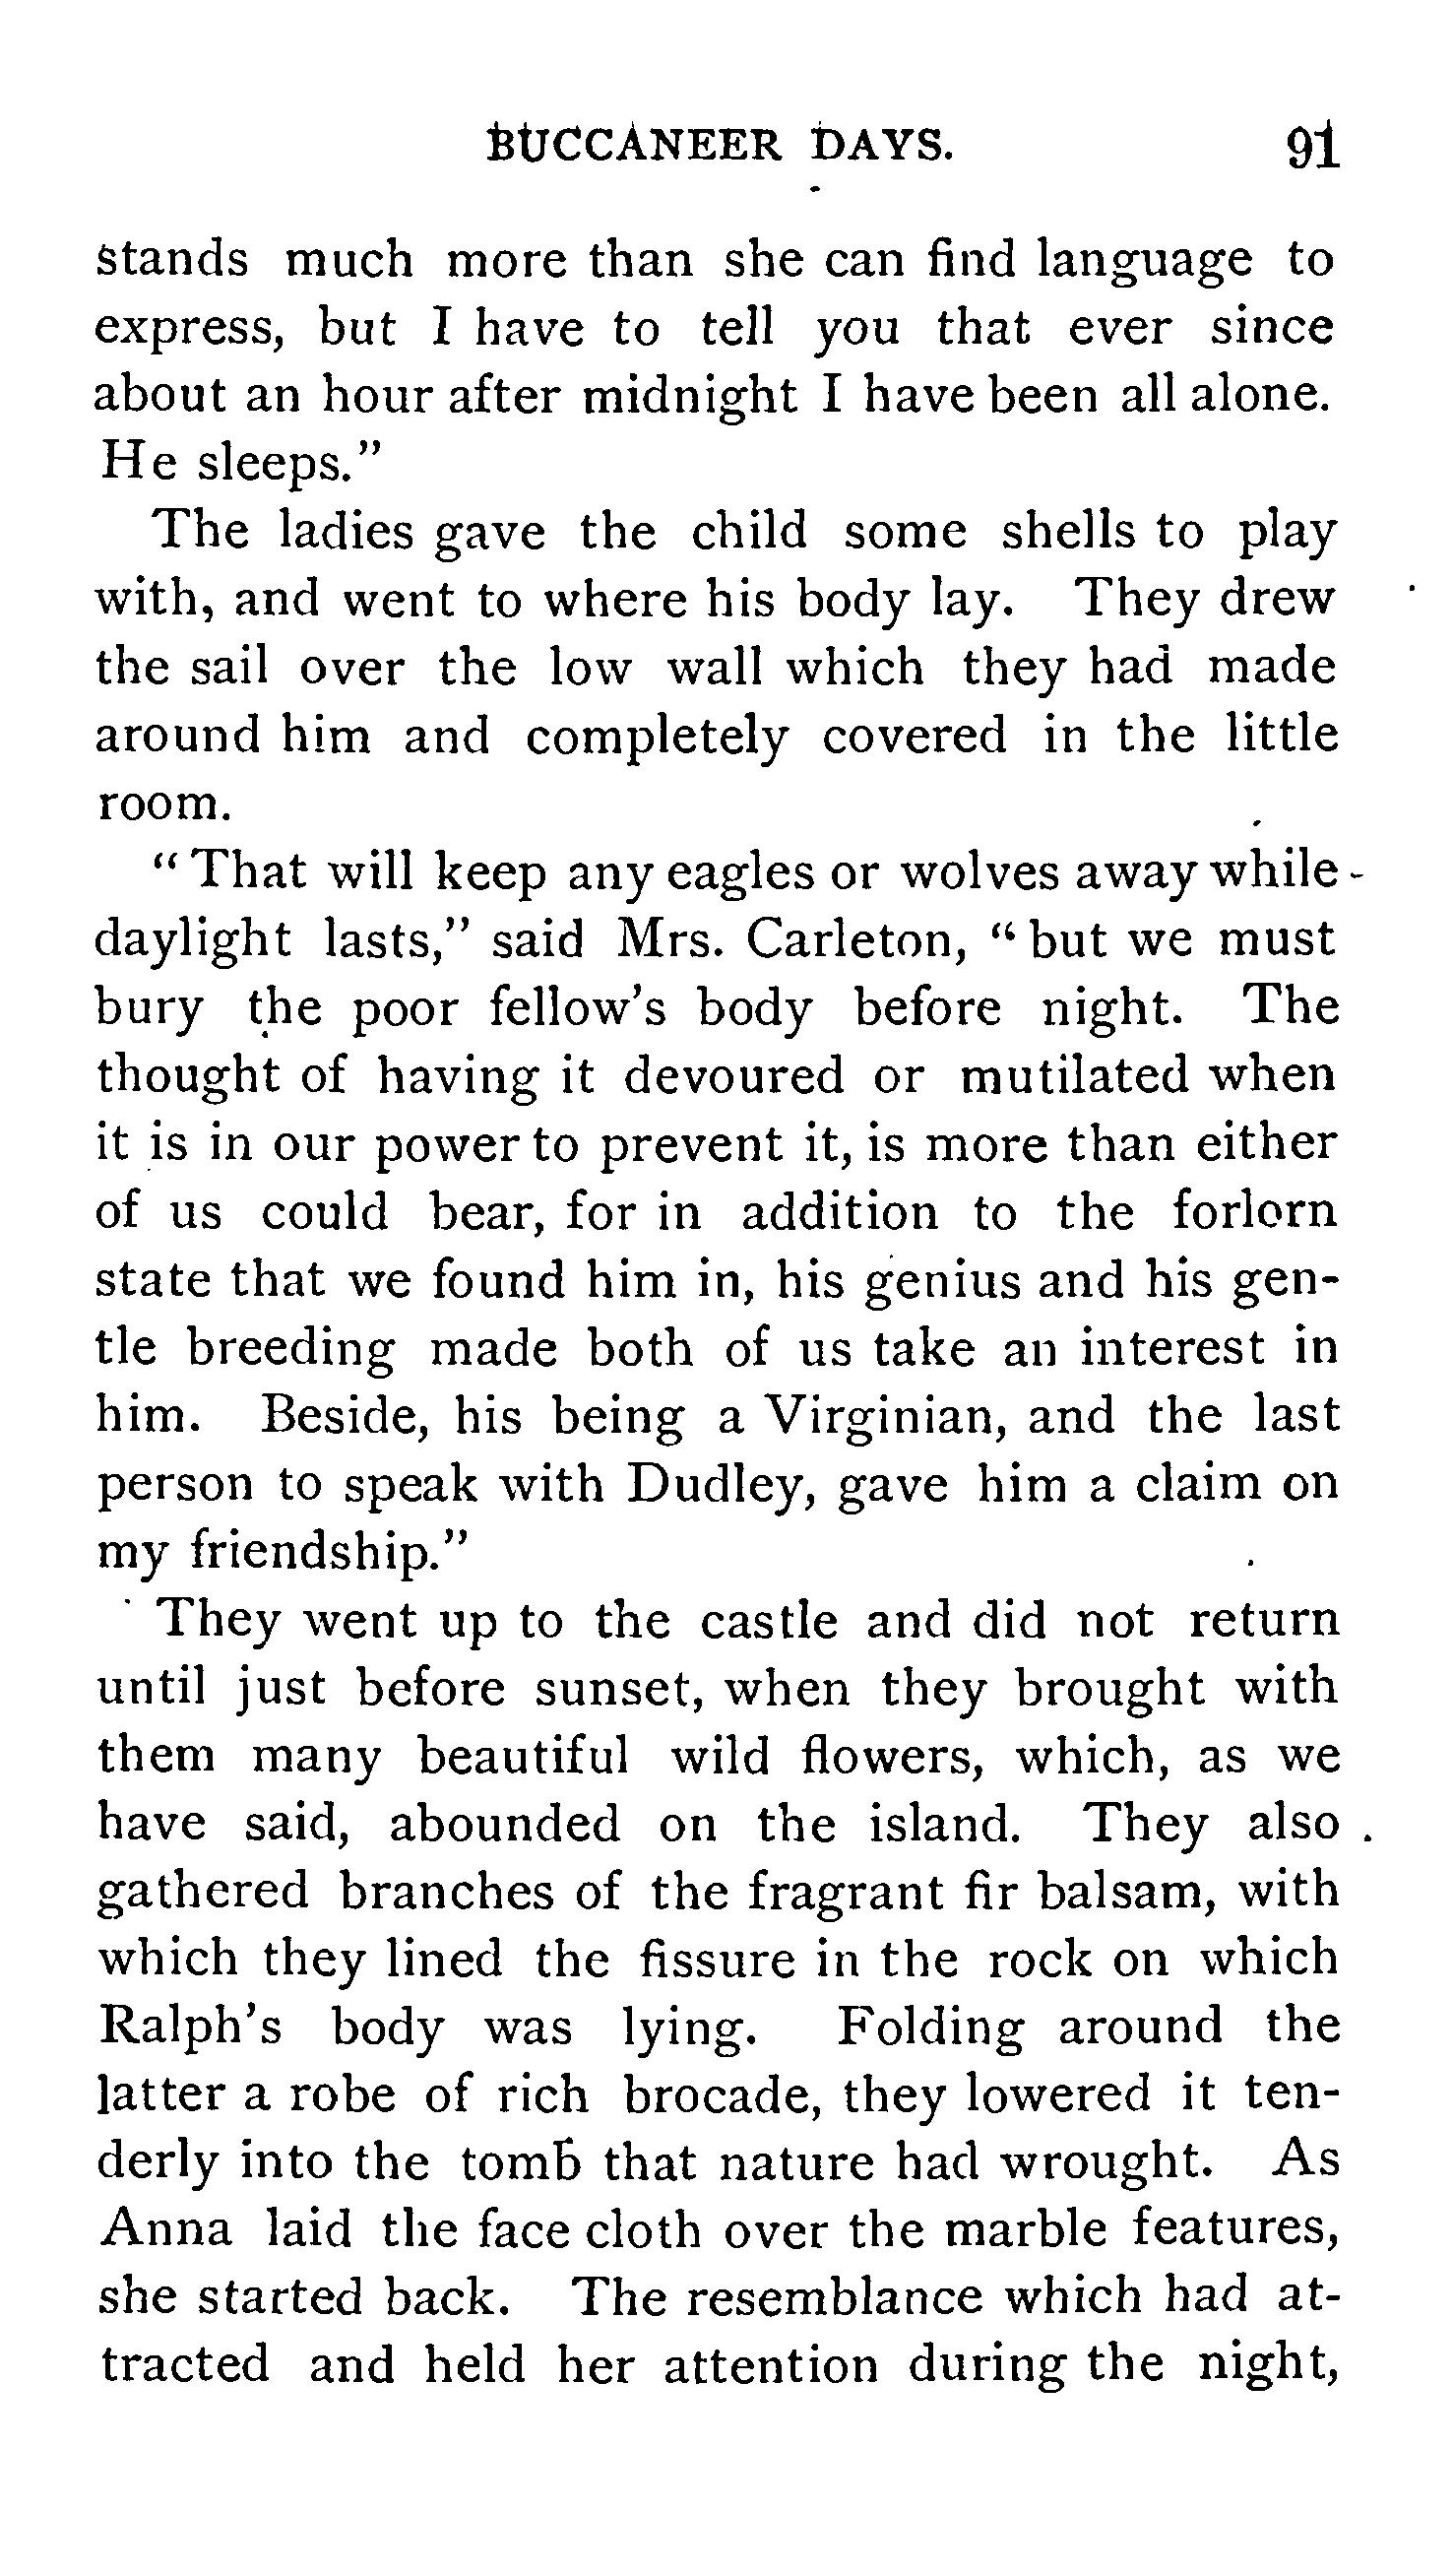 BUCCANEER DAYS. 91
stands much more than she can find language to
express, but I have to tell you that ever since
about an hour after midnight I have been all alone.
He sleeps."
The ladies gave the child some shells to play
with, and went to where his body lay. They drew
the sail over the low wall which they had made
around him and completely covered in the little
room.
"That will keep any eagles or wolves away while
daylight lasts," said Mrs. Carleton, "but we must
bury the poor fellow's body before night. The
thought of having it devoured or mutilated when
it is in our power to prevent it, is more than either
of us could bear, for in addition to the forlorn
state that we found him in, his genius and his gen-
tle breeding made both of us take an interest in
him. Beside, his being a Virginian, and the last
person to speak with Dudley, gave him a claim on
my friendship."
They went up to the castle and did not return
until just before sunset, when they brought with
them many beautiful wild flowers, which, as we
have said, abounded on the island. They also
gathered branches of the fragrant fir balsam, with
which they lined the fissure in the rock on which
Ralph's body was lying. Folding around the
latter a robe of rich brocade, they lowered it ten-
derly into the tomb that nature had wrought. As
Anna laid the face cloth over the marble features,
she started back. The resemblance which had at-
tracted and held her attention during the night,